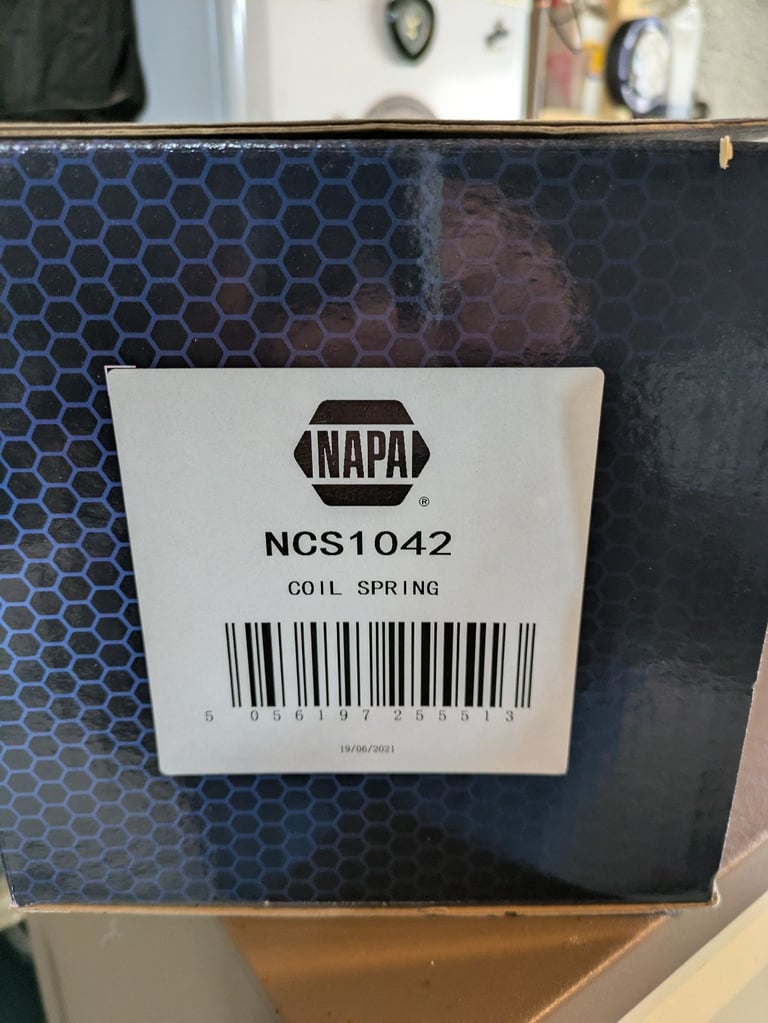 NAPA
®
NCS1042
COIL SPRING
5 056197 255513
19/06/2021